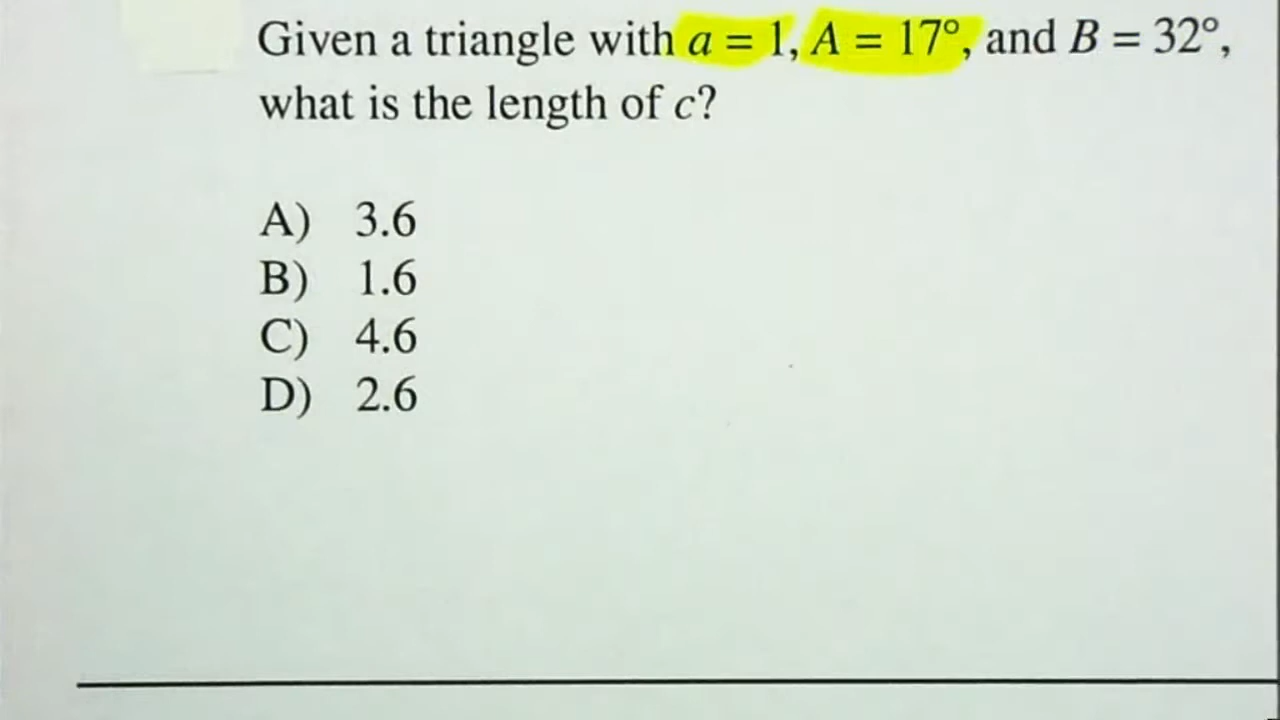 Given a triangle with a = 1, A = 17°, and B = 32°,
what is the length of c?
A) 3.6
B) 1.6
C) 4.6
D) 2.6